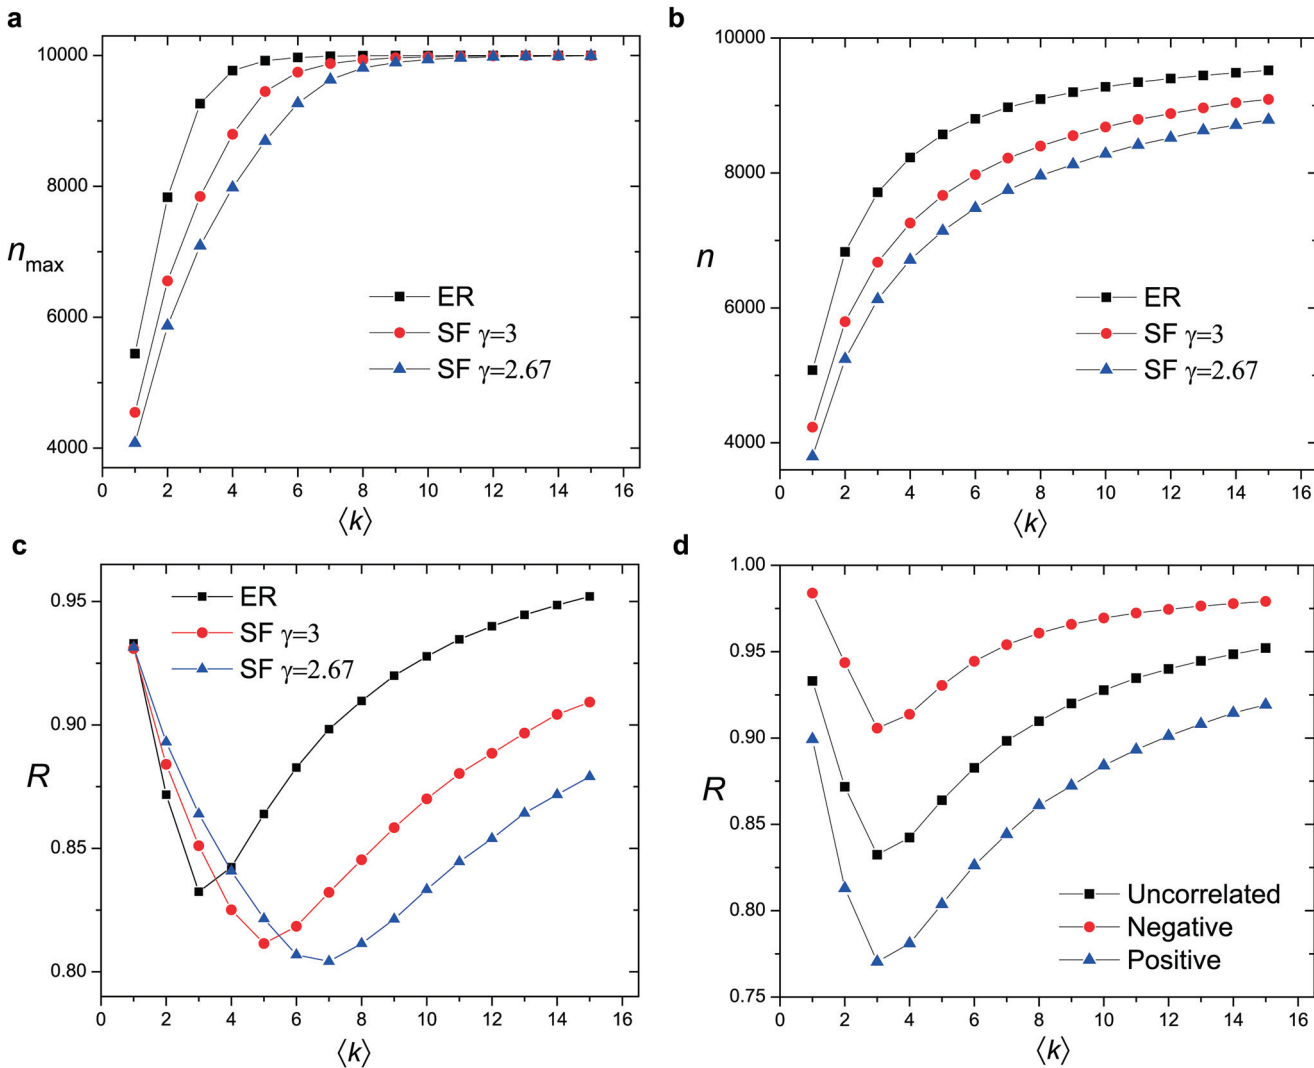 a
10000
8000
6000
4000
n_max
ER
SF γ=3
SF γ=2.67
0 2 4 6 8 10 12 14 16
⟨k⟩
b
10000
8000
6000
4000
n
ER
SF γ=3
SF γ=2.67
0 2 4 6 8 10 12 14 16
⟨k⟩
c
0.95
0.90
0.85
0.80
R
ER
SF γ=3
SF γ=2.67
0 2 4 6 8 10 12 14 16
⟨k⟩
d
1.00
0.95
0.90
0.85
0.80
0.75
R
Uncorrelated
Negative
Positive
0 2 4 6 8 10 12 14 16
⟨k⟩